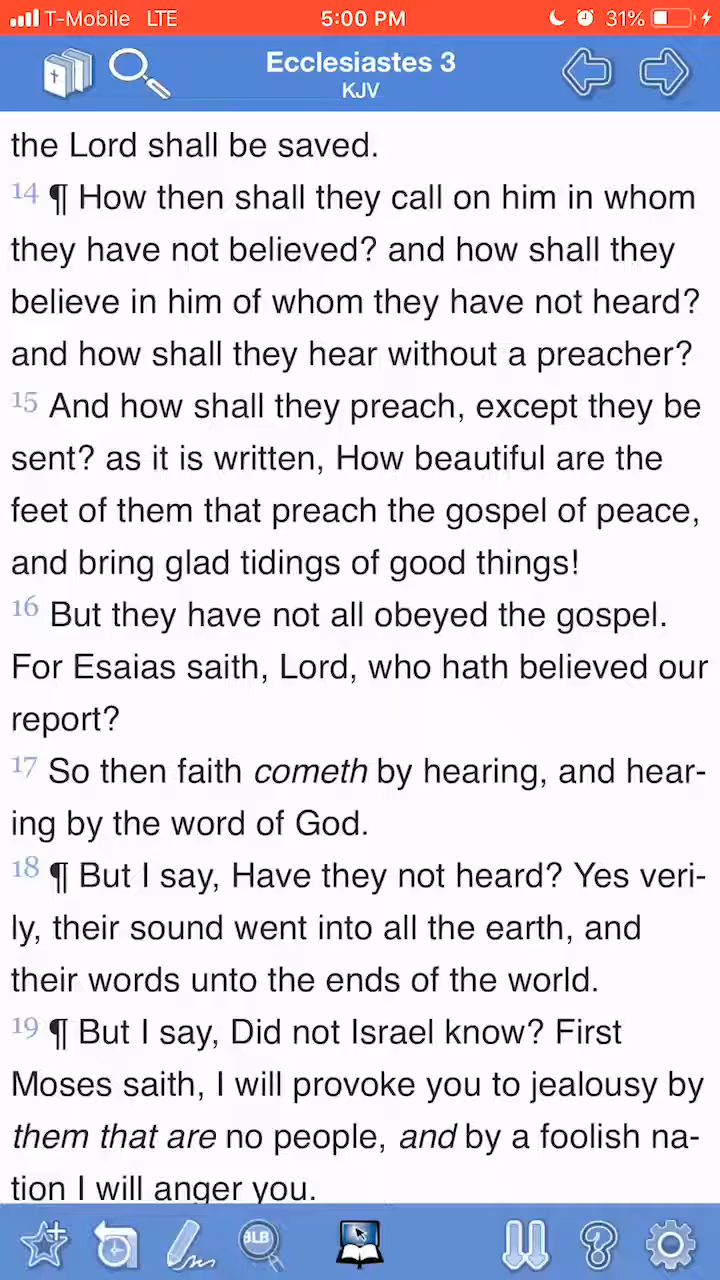 T-Mobile LTE 5:00 PM 31%
Ecclesiastes 3
KJV
the Lord shall be saved.
14 ¶ How then shall they call on him in whom
they have not believed? and how shall they
believe in him of whom they have not heard?
and how shall they hear without a preacher?
15 And how shall they preach, except they be
sent? as it is written, How beautiful are the
feet of them that preach the gospel of peace,
and bring glad tidings of good things!
16 But they have not all obeyed the gospel.
For Esaias saith, Lord, who hath believed our
report?
17 So then faith cometh by hearing, and hear-
ing by the word of God.
18 ¶ But I say, Have they not heard? Yes veri-
ly, their sound went into all the earth, and
their words unto the ends of the world.
19 ¶ But I say, Did not Israel know? First
Moses saith, I will provoke you to jealousy by
them that are no people, and by a foolish na-
tion I will anger you.
BLB